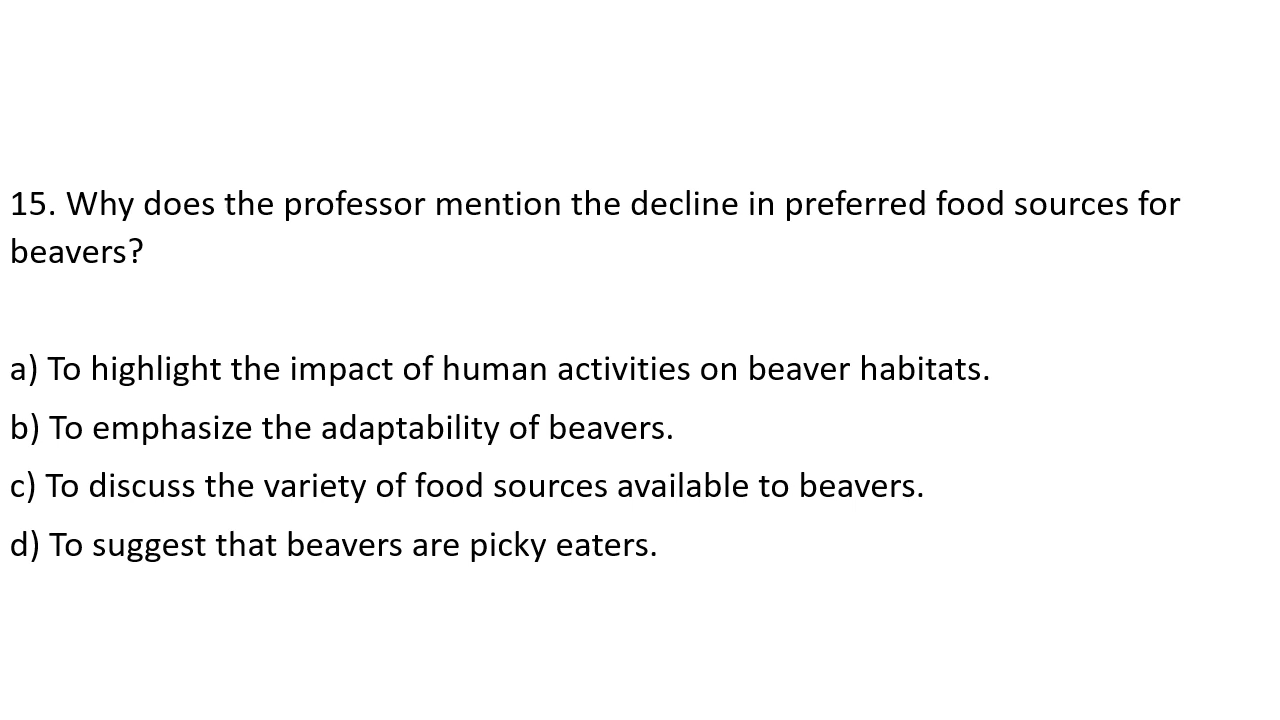 15. Why does the professor mention the decline in preferred food sources for
beavers?
a) To highlight the impact of human activities on beaver habitats.
b) To emphasize the adaptability of beavers.
c) To discuss the variety of food sources available to beavers.
d) To suggest that beavers are picky eaters.